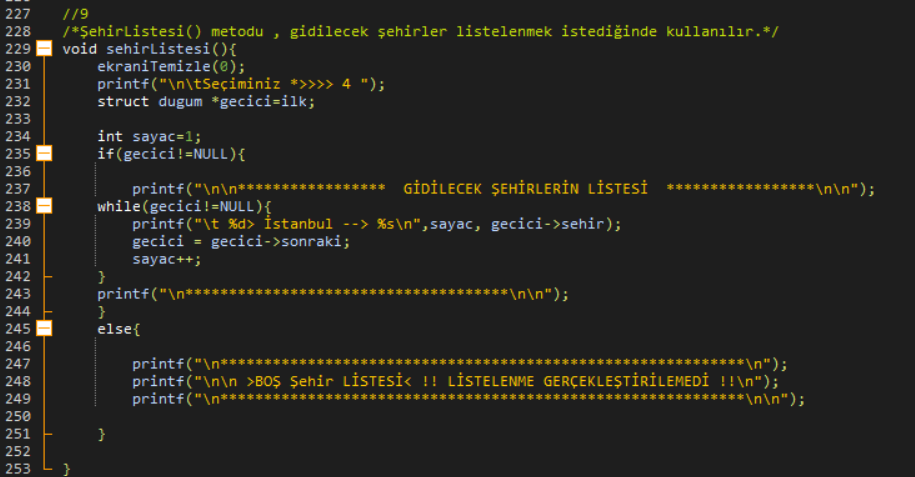 227 //9
228 /*ŞehirListesi() metodu , gidilecek şehirler listelenmek istediğinde kullanılır.*/
229 void sehirListesi(){
230 ekraniTemizle(0);
231 printf("\n\tSeçiminiz *>>>> 4 ");
232 struct dugum *gecici=ilk;
233
234 int sayac=1;
235 if(gecici!=NULL){
236
237 printf("\n\n***************** GİDİLECEK ŞEHİRLERİN LİSTESİ *****************\n\n");
238 while(gecici!=NULL){
239 printf("\t %d> İstanbul --> %s\n",sayac, gecici->sehir);
240 gecici = gecici->sonraki;
241 sayac++;
242 }
243 printf("\n*************************************\n\n");
244 }
245 else{
246
247 printf("\n************************************************************\n");
248 printf("\n\n >BOŞ Şehir LİSTESİ< !! LİSTELENME GERÇEKLEŞTİRİLEMEDİ !!\n");
249 printf("\n************************************************************\n\n");
250
251 }
252
253 }